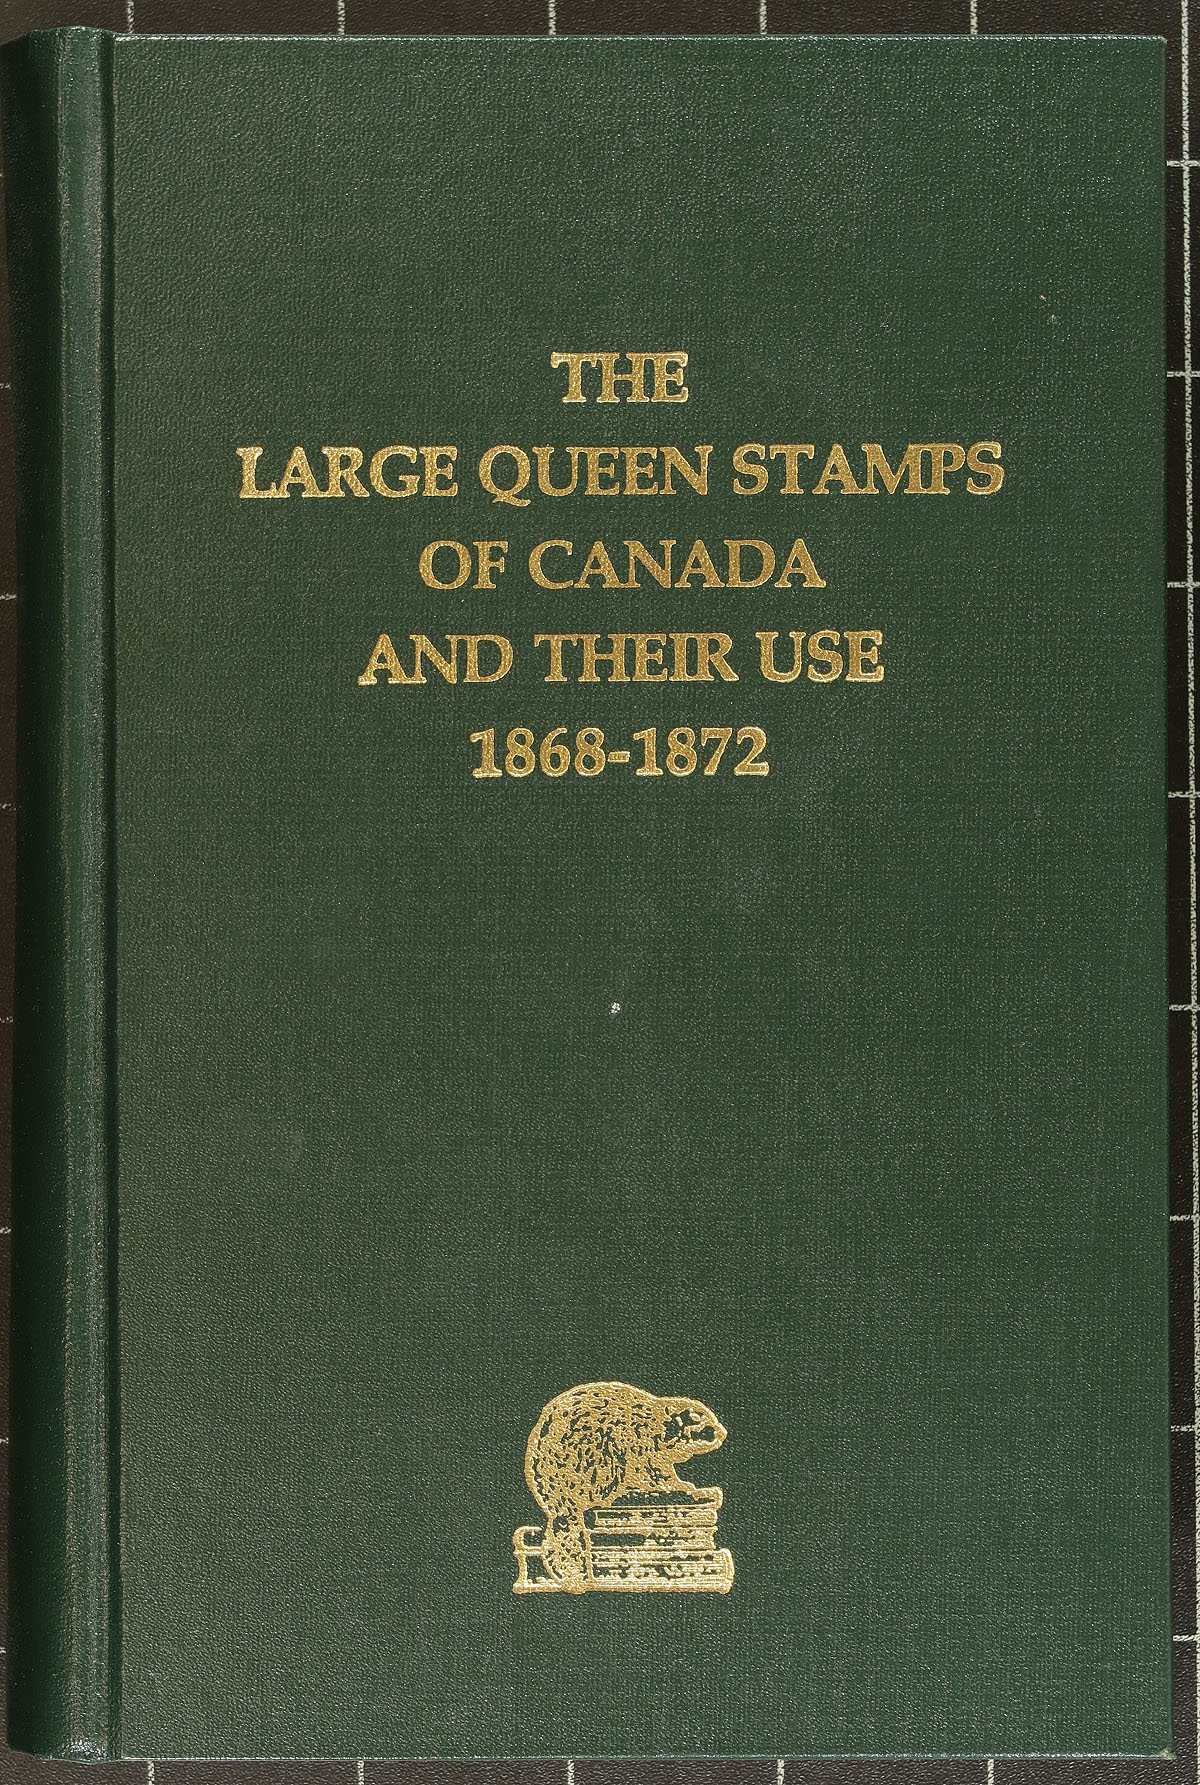 THE
LARGE QUEEN STAMPS
OF CANADA
AND THEIR USE
1868-1872